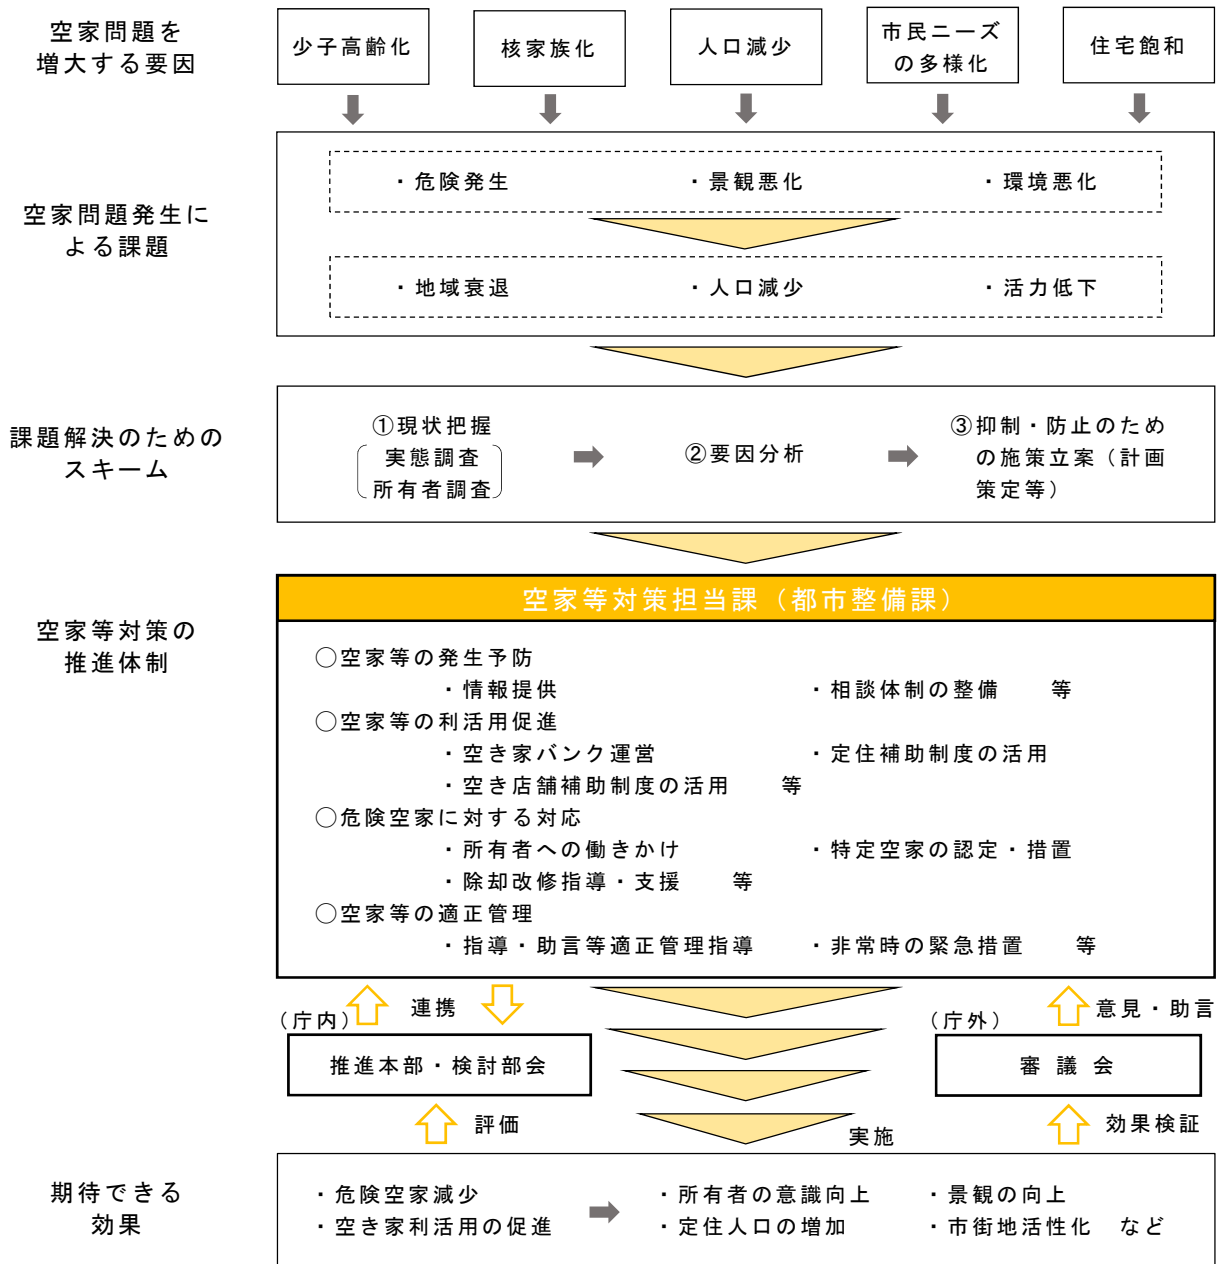 空家問題を
増大する要因
少子高齢化
核家族化
人口減少
市民ニーズ
の多様化
住宅飽和
空家問題発生に
よる課題
・危険発生 ・景観悪化 ・環境悪化
・地域衰退 ・人口減少 ・活力低下
課題解決のための
スキーム
①現状把握
実態調査
所有者調査
②要因分析
③抑制・防止のため
の施策立案（計画
策定等）
空家等対策の
推進体制
空家等対策担当課（都市整備課）
○空家等の発生予防
・情報提供 ・相談体制の整備 等
○空家等の利活用促進
・空き家バンク運営 ・定住補助制度の活用
・空き店舗補助制度の活用 等
○危険空家に対する対応
・所有者への働きかけ ・特定空家の認定・措置
・除却改修指導・支援 等
○空家等の適正管理
・指導・助言等適正管理指導 ・非常時の緊急措置 等
（庁内） 連携
推進本部・検討部会
評価
（庁外） 意見・助言
審議会
効果検証
実施
期待できる
効果
・危険空家減少 ・所有者の意識向上 ・景観の向上
・空き家利活用の促進 ・定住人口の増加 ・市街地活性化 など